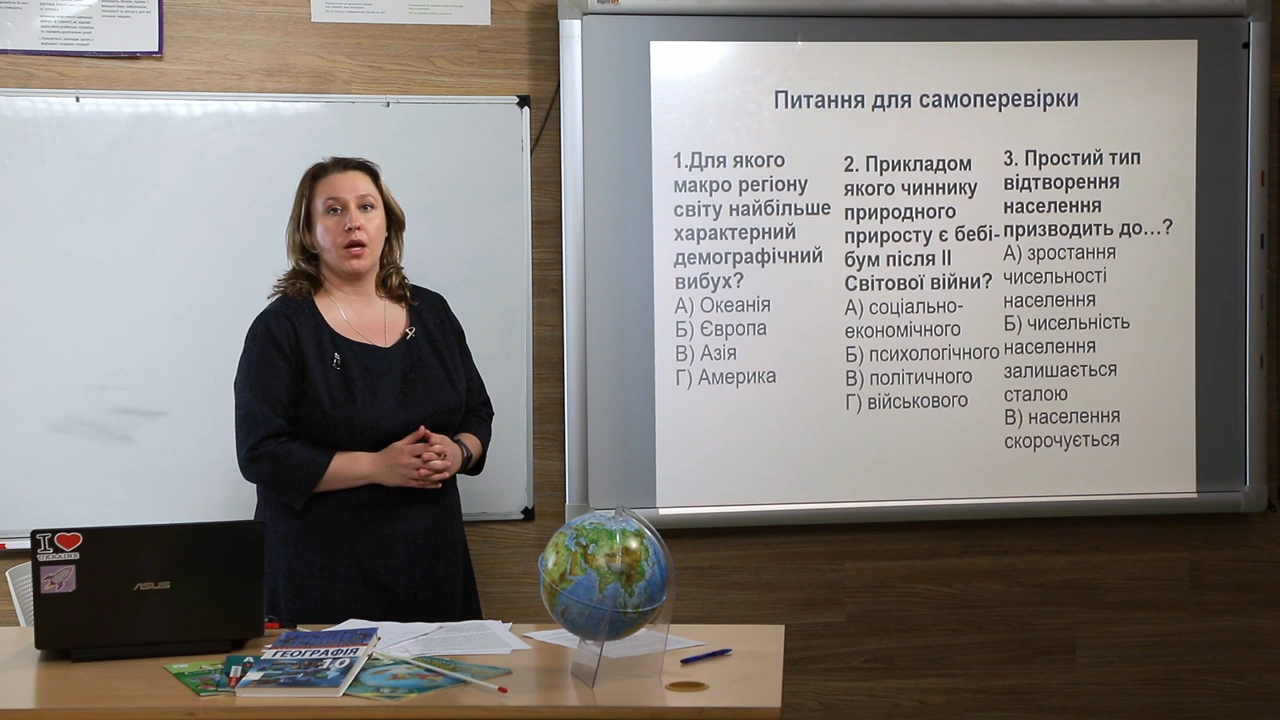 Питання для самоперевірки
1.Для якого
макро регіону
світу найбільше
характерний
демографічний
вибух?
А) Океанія
Б) Європа
В) Азія
Г) Америка
2. Прикладом
якого чиннику
природного
приросту є бебі-
бум після ІІ
Світової війни?
А) соціально-
економічного
Б) психологічного
В) політичного
Г) військового
3. Простий тип
відтворення
населення
призводить до...?
А) зростання
чисельності
населення
Б) чисельність
населення
залишається
сталою
В) населення
скорочується
I
UKRAINE
ASUS
ГЕОГРАФІЯ
10